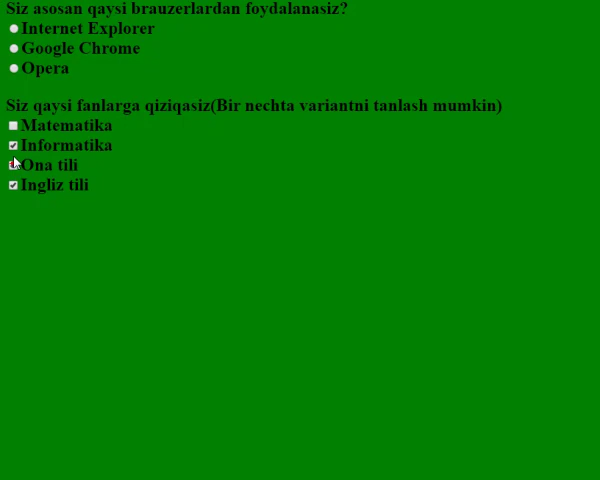 Siz asosan qaysi brauzerlardan foydalanasiz?
Internet Explorer
Google Chrome
Opera
Siz qaysi fanlarga qiziqasiz(Bir nechta variantni tanlash mumkin)
Matematika
Informatika
Ona tili
Ingliz tili